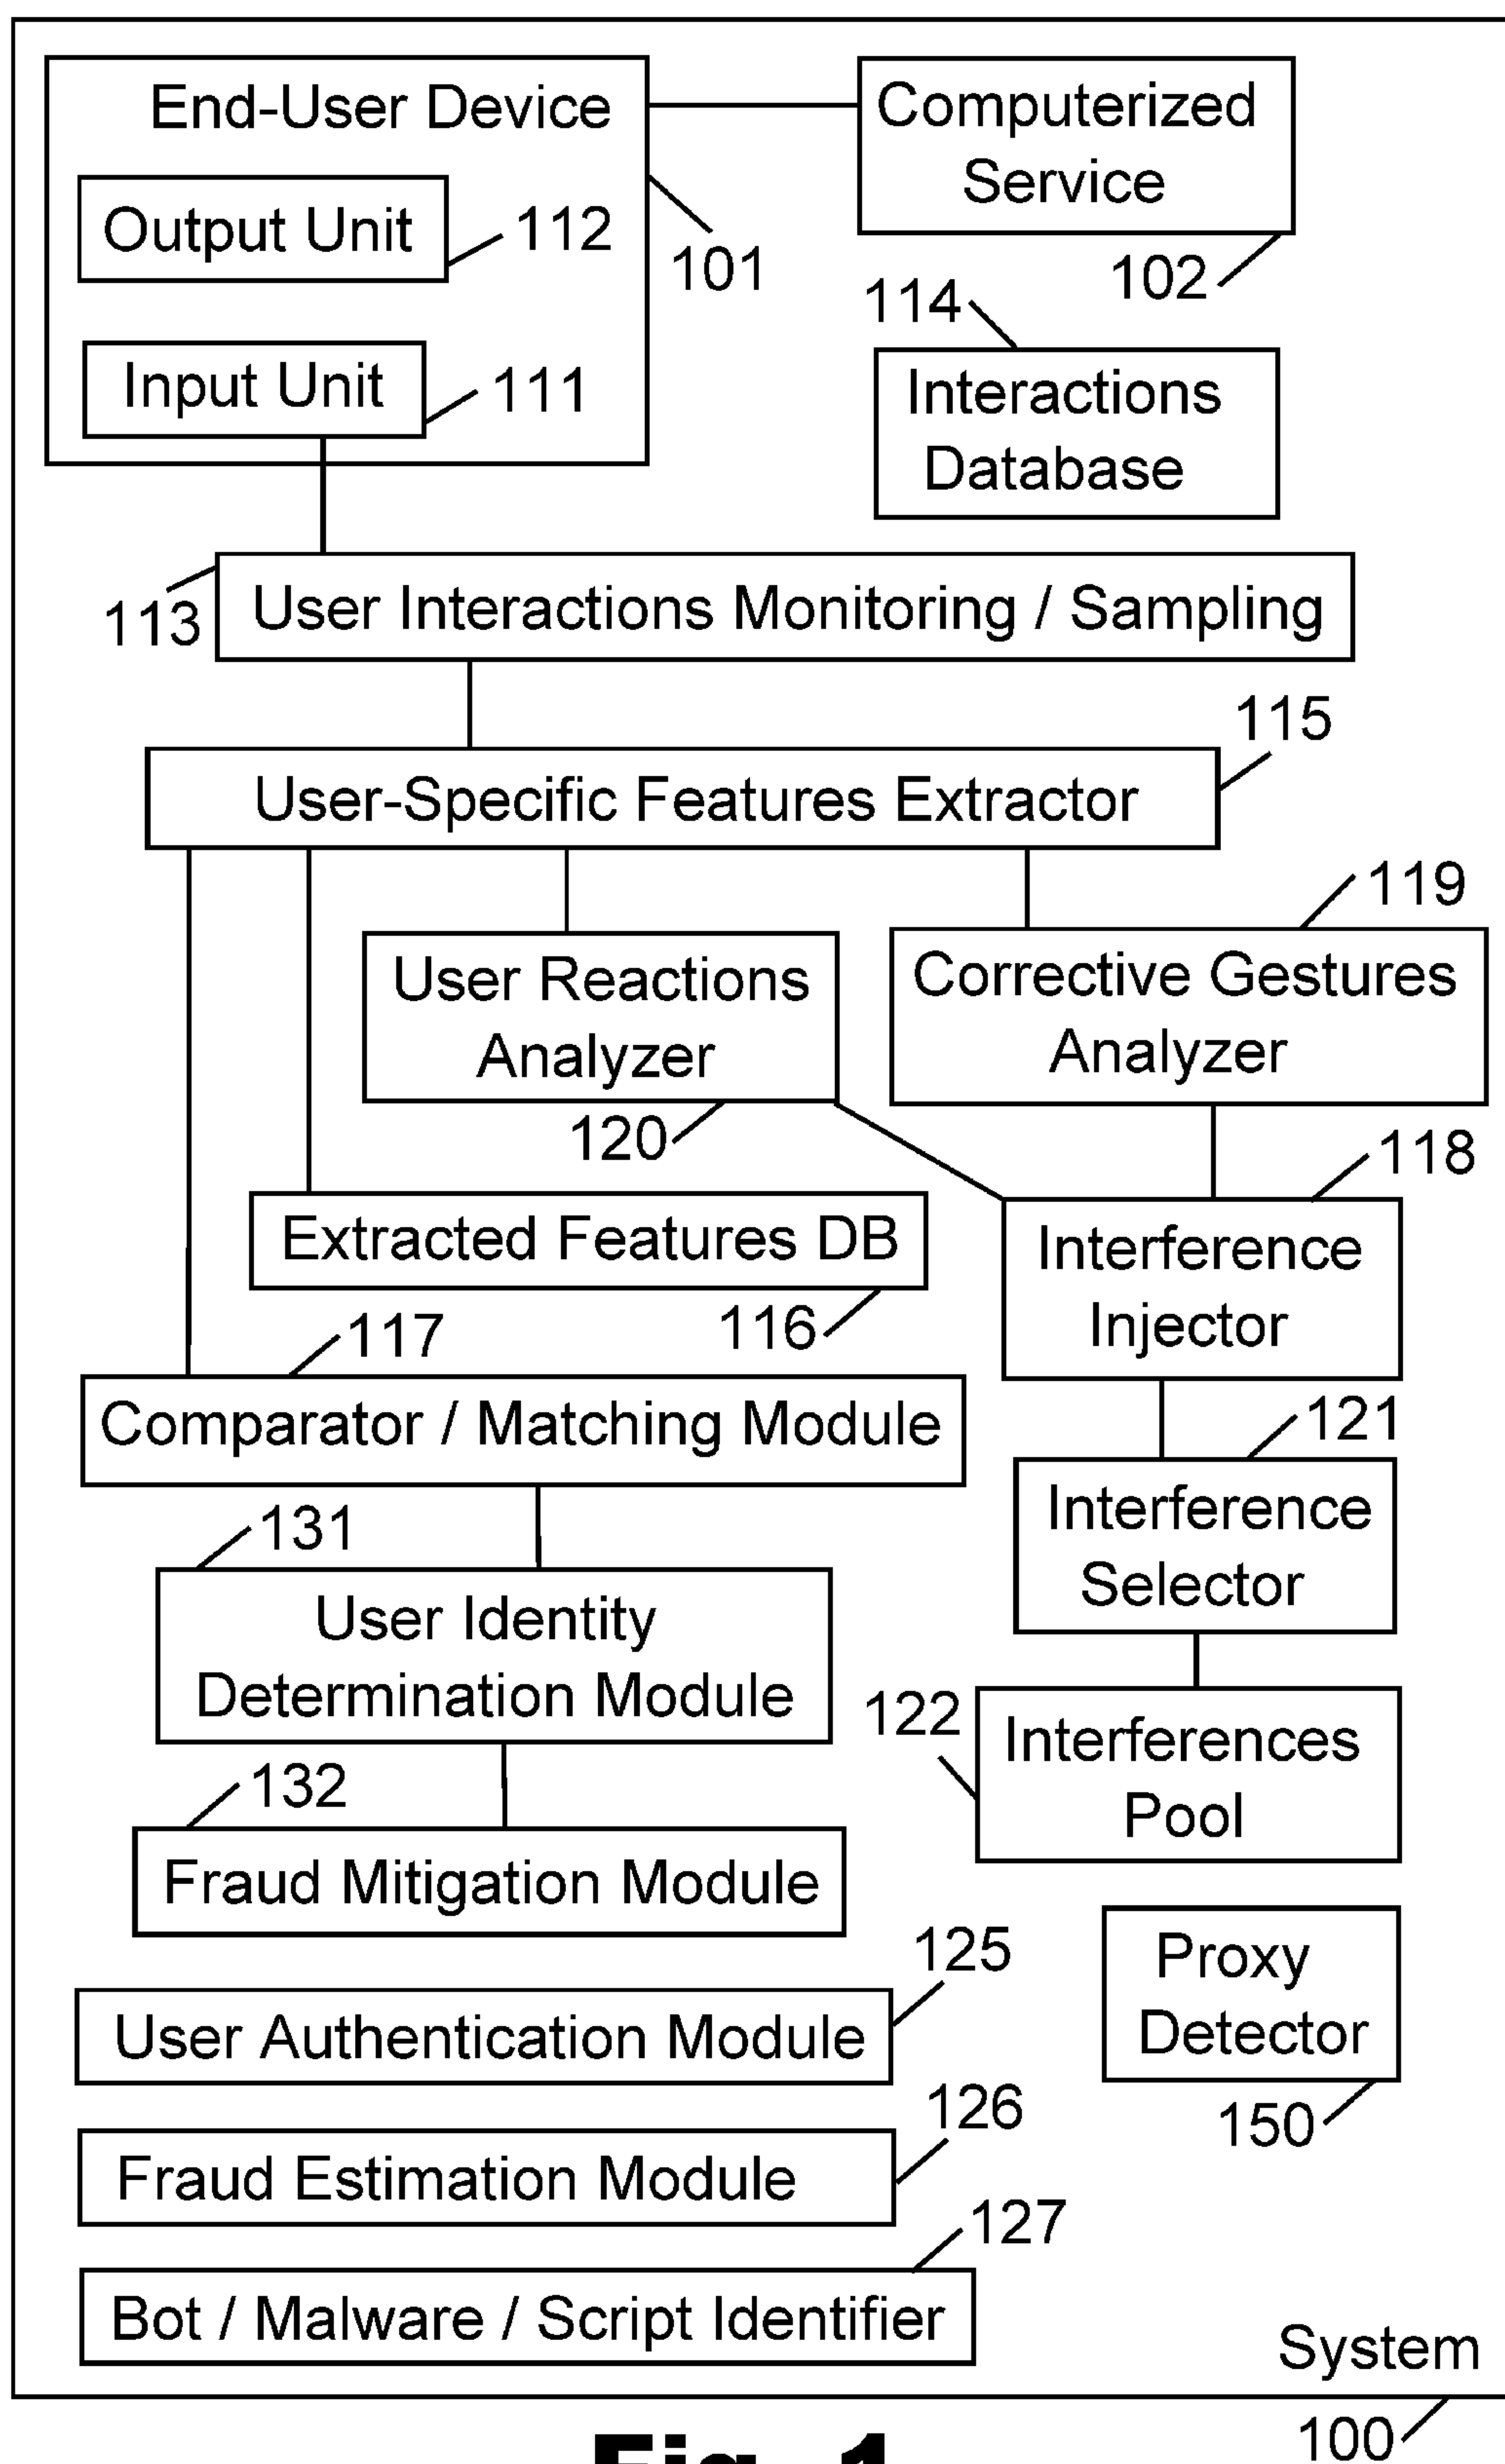 End-User Device
Output Unit
112
Input Unit
111
101
Computerized
Service
102
114
Interactions
Database
113
User Interactions Monitoring / Sampling
115
User-Specific Features Extractor
119
User Reactions
Analyzer
120
Corrective Gestures
Analyzer
118
Extracted Features DB
116
Interference
Injector
117
Comparator / Matching Module
121
Interference
Selector
131
User Identity
Determination Module
122
Interferences
Pool
132
Fraud Mitigation Module
125
User Authentication Module
Proxy
Detector
150
126
Fraud Estimation Module
127
Bot / Malware / Script Identifier
System
100
Fig. 1